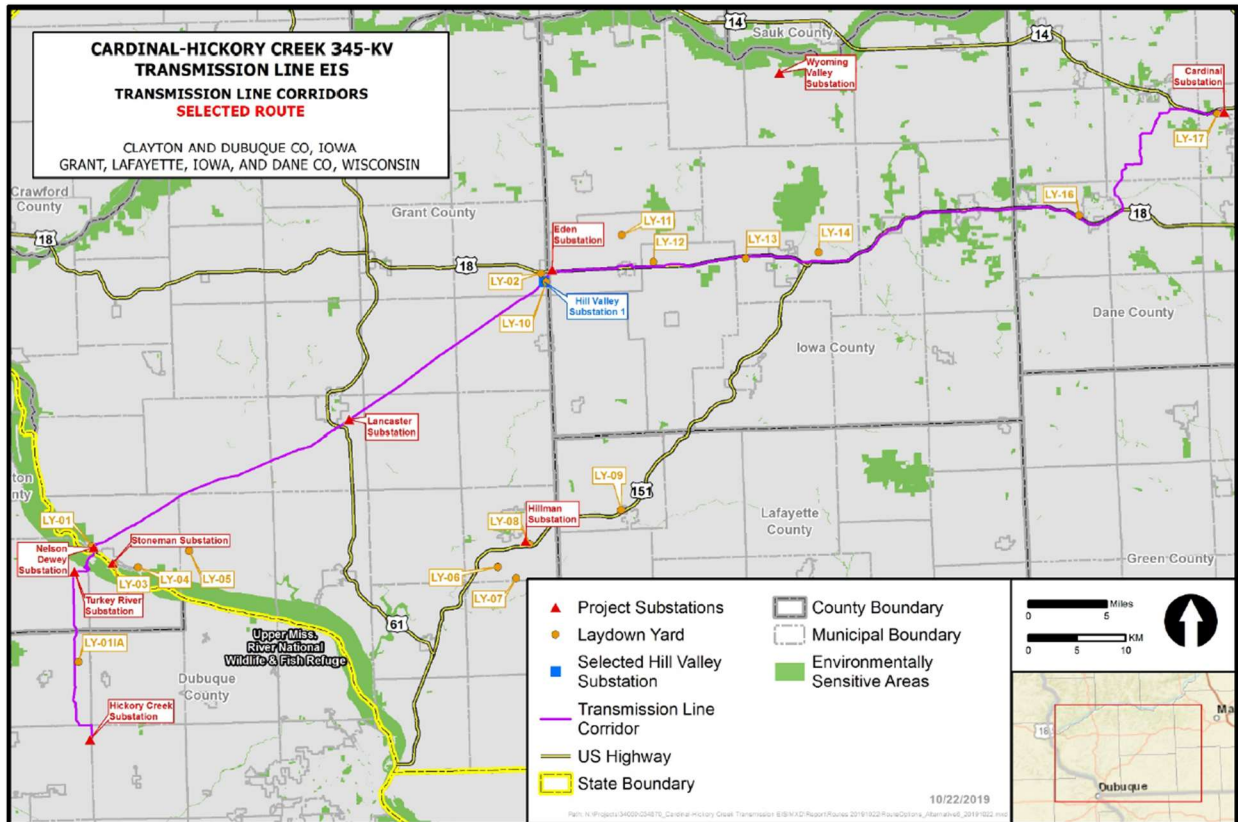 CARDINAL-HICKORY CREEK 345-KV
TRANSMISSION LINE EIS
TRANSMISSION LINE CORRIDORS
SELECTED ROUTE
CLAYTON AND DUBUQUE CO, IOWA
GRANT, LAFAYETTE, IOWA, AND DANE CO, WISCONSIN
14
Sauk County
14
Wyoming
Valley
Substation
Cardinal
Substation
LY-17
Crawford
County
Grant County
18
18
Eden
Substation
LY-11
LY-12
LY-13
LY-14
LY-16
18
LY-02
LY-10
Hill Valley
Substation 1
Dane County
Iowa County
Lancaster
Substation
ton
nty
151
LY-09
Lafayette
County
Green County
LY-01
Nelson
Dewey
Substation
Stoneman Substation
LY-08
Hillman
Substation
LY-03
LY-04
LY-05
LY-06
LY-07
Turkey River
Substation
61
Upper Miss.
River National
Wildlife & Fish Refuge
LY-01IA
Dubuque
County
Hickory Creek
Substation
Project Substations
Laydown Yard
Selected Hill Valley
Substation
Transmission Line
Corridor
US Highway
State Boundary
County Boundary
Municipal Boundary
Environmentally
Sensitive Areas
10/22/2019
Miles
0 5
KM
0 5 10
18
Ma
Dubuque